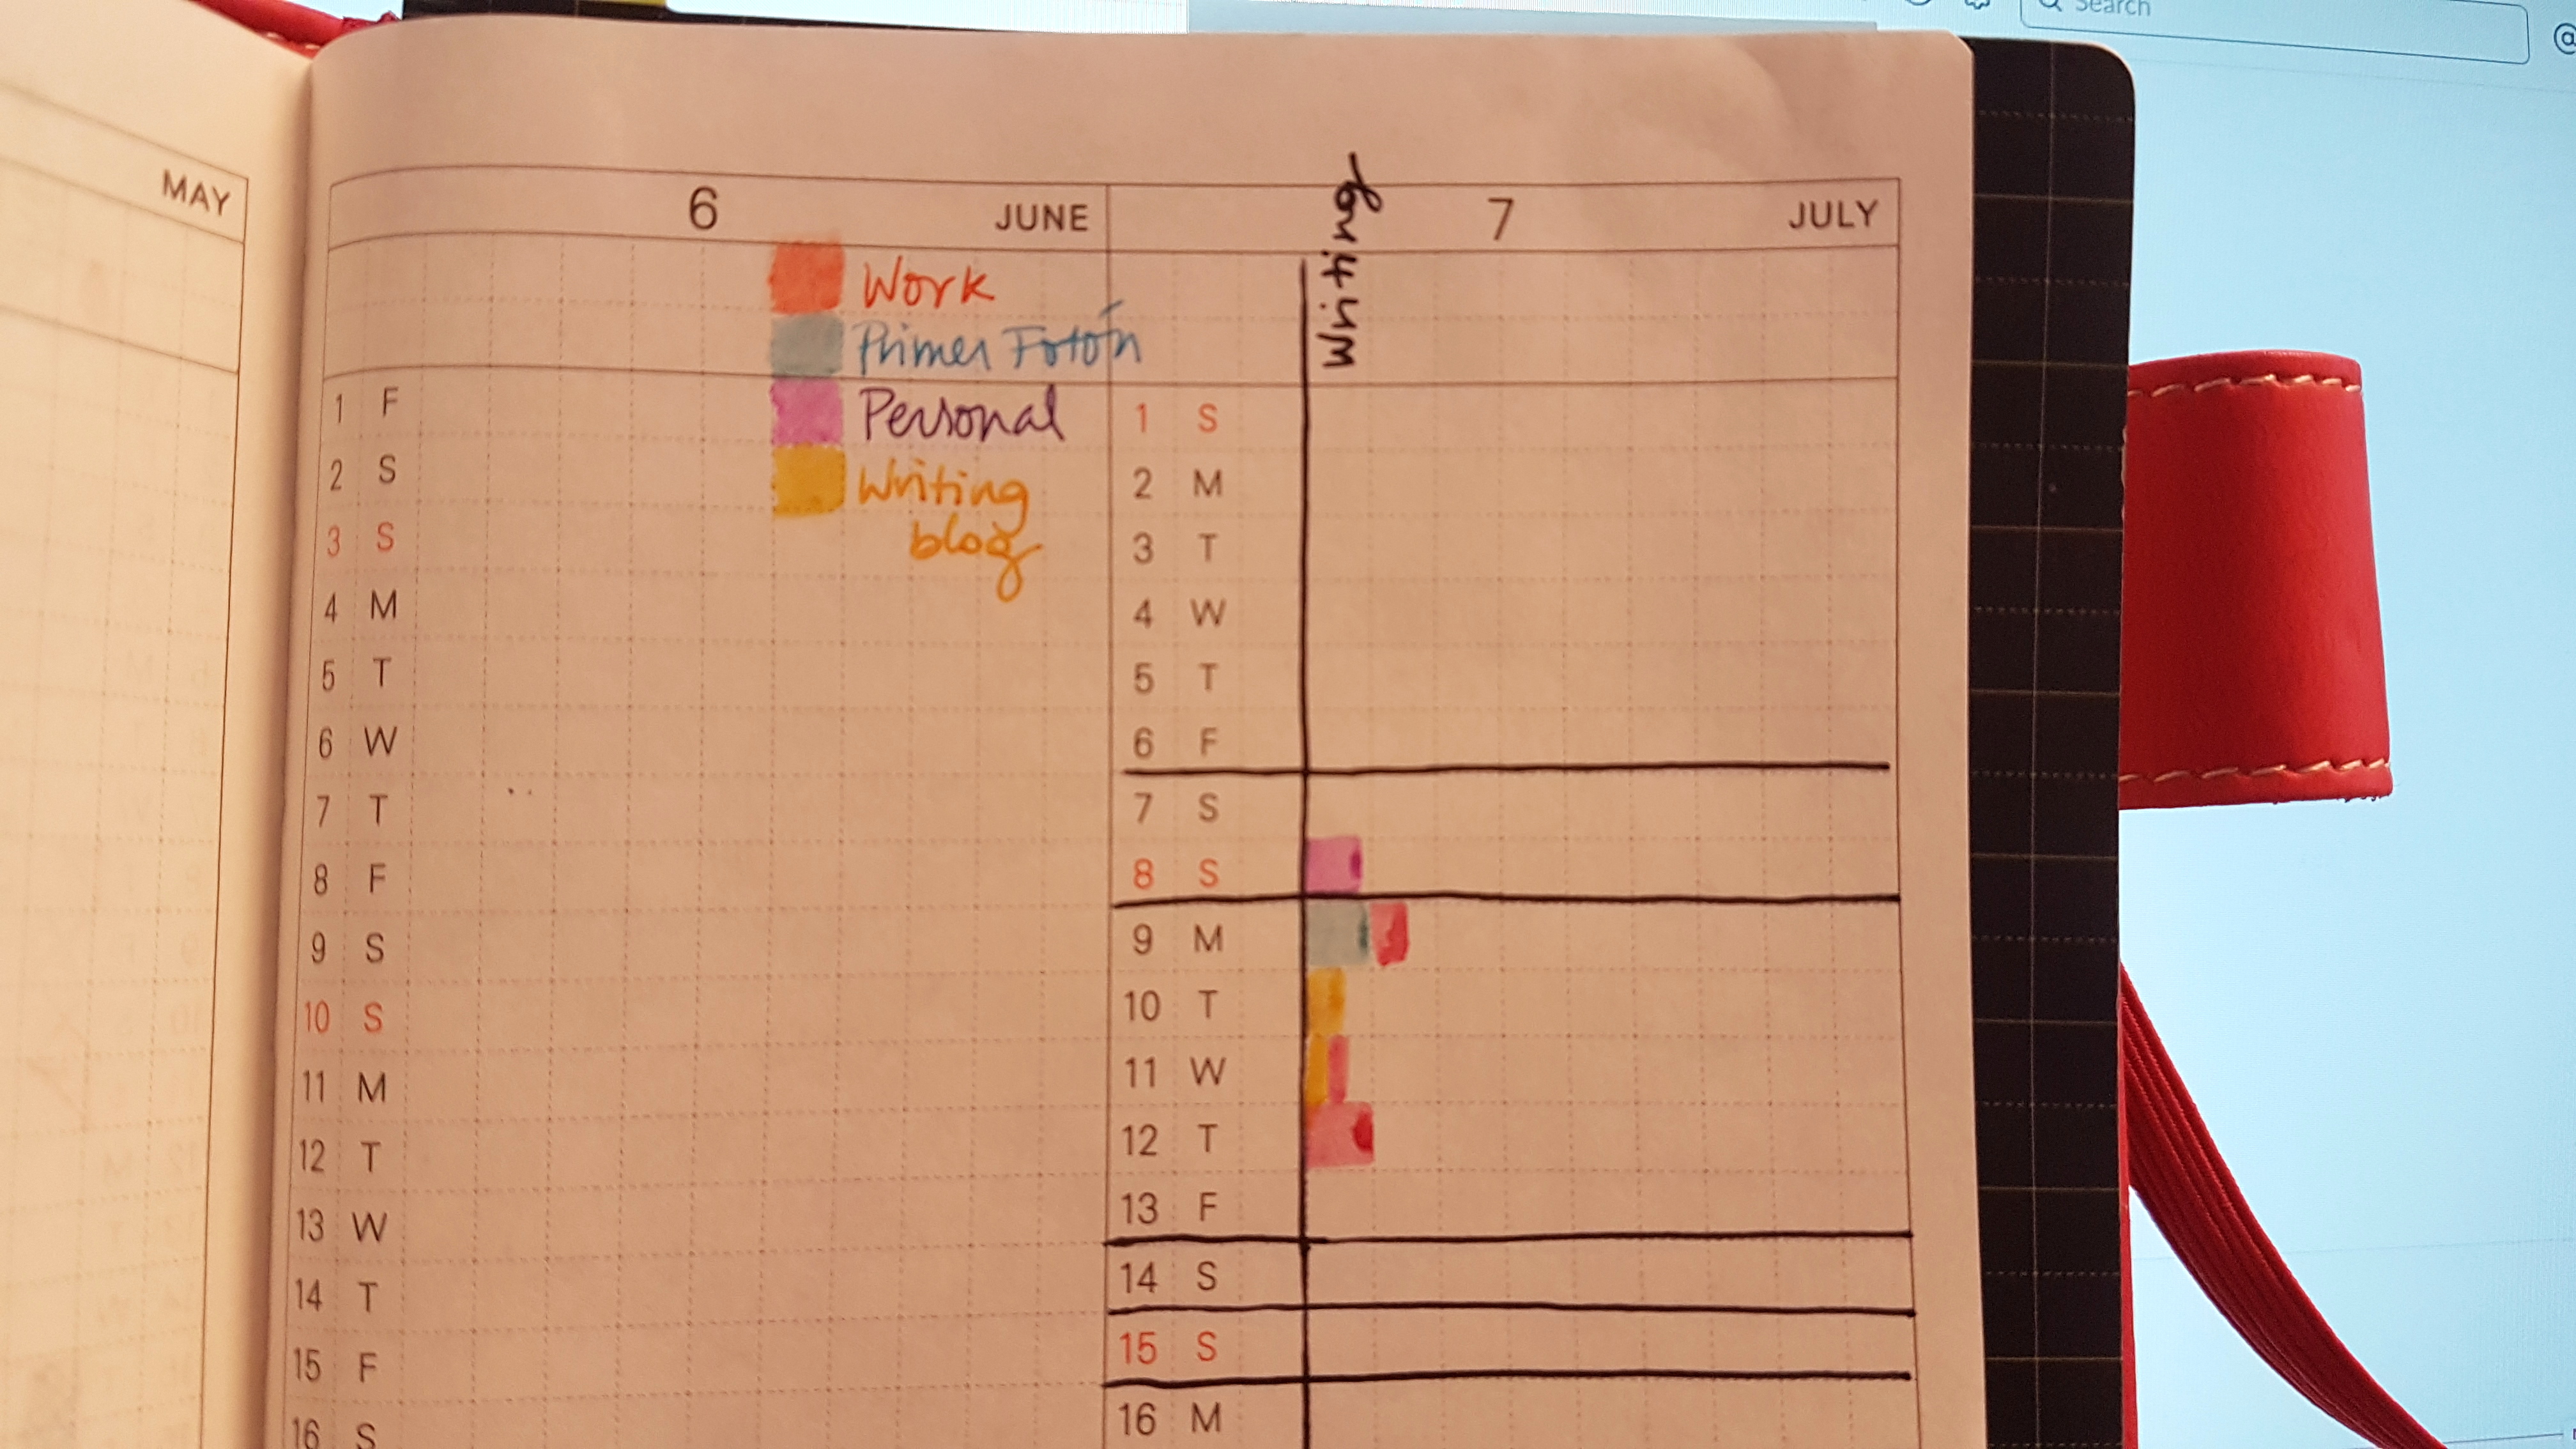 Search
@
MAY
6 JUNE
7 JULY
Writing
Work
Primer Fotón
Personal
Writing
blog
1 F
2 S
3 S
4 M
5 T
6 W
7 T
8 F
9 S
10 S
11 M
12 T
13 W
14 T
15 F
16 S
1 S
2 M
3 T
4 W
5 T
6 F
7 S
8 S
9 M
10 T
11 W
12 T
13 F
14 S
15 S
16 M